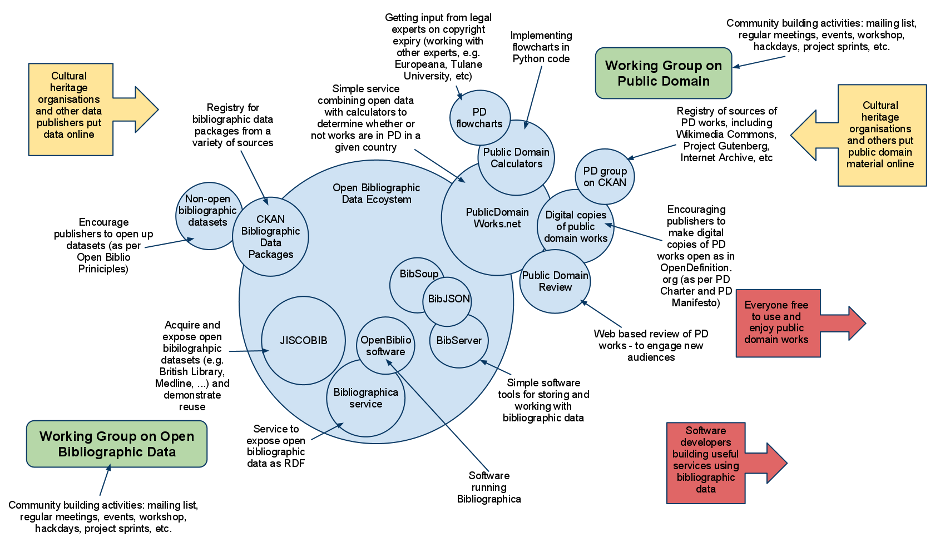 Getting input from legal
experts on copyright
expiry (working with
other experts, e.g.
Europeana, Tulane
University, etc)
Implementing
flowcharts in
Python code
Community building activities: mailing list,
regular meetings, events, workshop,
hackdays, project sprints, etc.
Working Group on
Public Domain
Cultural
heritage
organisations
and other data
publishers put
data online
Registry for
bibliographic data
packages from a
variety of sources
Simple service
combining open data
with calculators to
determine whether or
not works are in PD in a
given country
PD
flowcharts
Public Domain
Calculators
Registry of sources of
PD works, including
Wikimedia Commons,
Project Gutenberg,
Internet Archive, etc
Cultural
heritage
organisations
and others put
public domain
material online
PD group
on CKAN
Open Bibliographic
Data Ecosystem
Non-open
bibliographic
datasets
CKAN
Bibliographic
Data
Packages
PublicDomain
Works.net
Digital copies
of public
domain works
Encourage
publishers to open up
datasets (as per
Open Biblio
Priniciples)
Encouraging
publishers to
make digital
copies of PD
works open as in
OpenDefinition.
org (as per PD
Charter and PD
Manifesto)
Public Domain
Review
BibSoup
BibJSON
BibServer
Everyone free
to use and
enjoy public
domain works
Web based review of PD
works - to engage new
audiences
Acquire and
expose open
bibliograhpic
datasets (e.g.
British Library,
Medline, ...) and
demonstrate
reuse
JISCOBIB
OpenBiblio
software
Bibliographica
service
Simple software
tools for storing and
working with
bibliographic data
Service to
expose open
bibliographic
data as RDF
Software
running
Bibliographica
Software
developers
building useful
services using
bibliographic
data
Working Group on Open
Bibliographic Data
Community building activities: mailing list,
regular meetings, events, workshop,
hackdays, project sprints, etc.